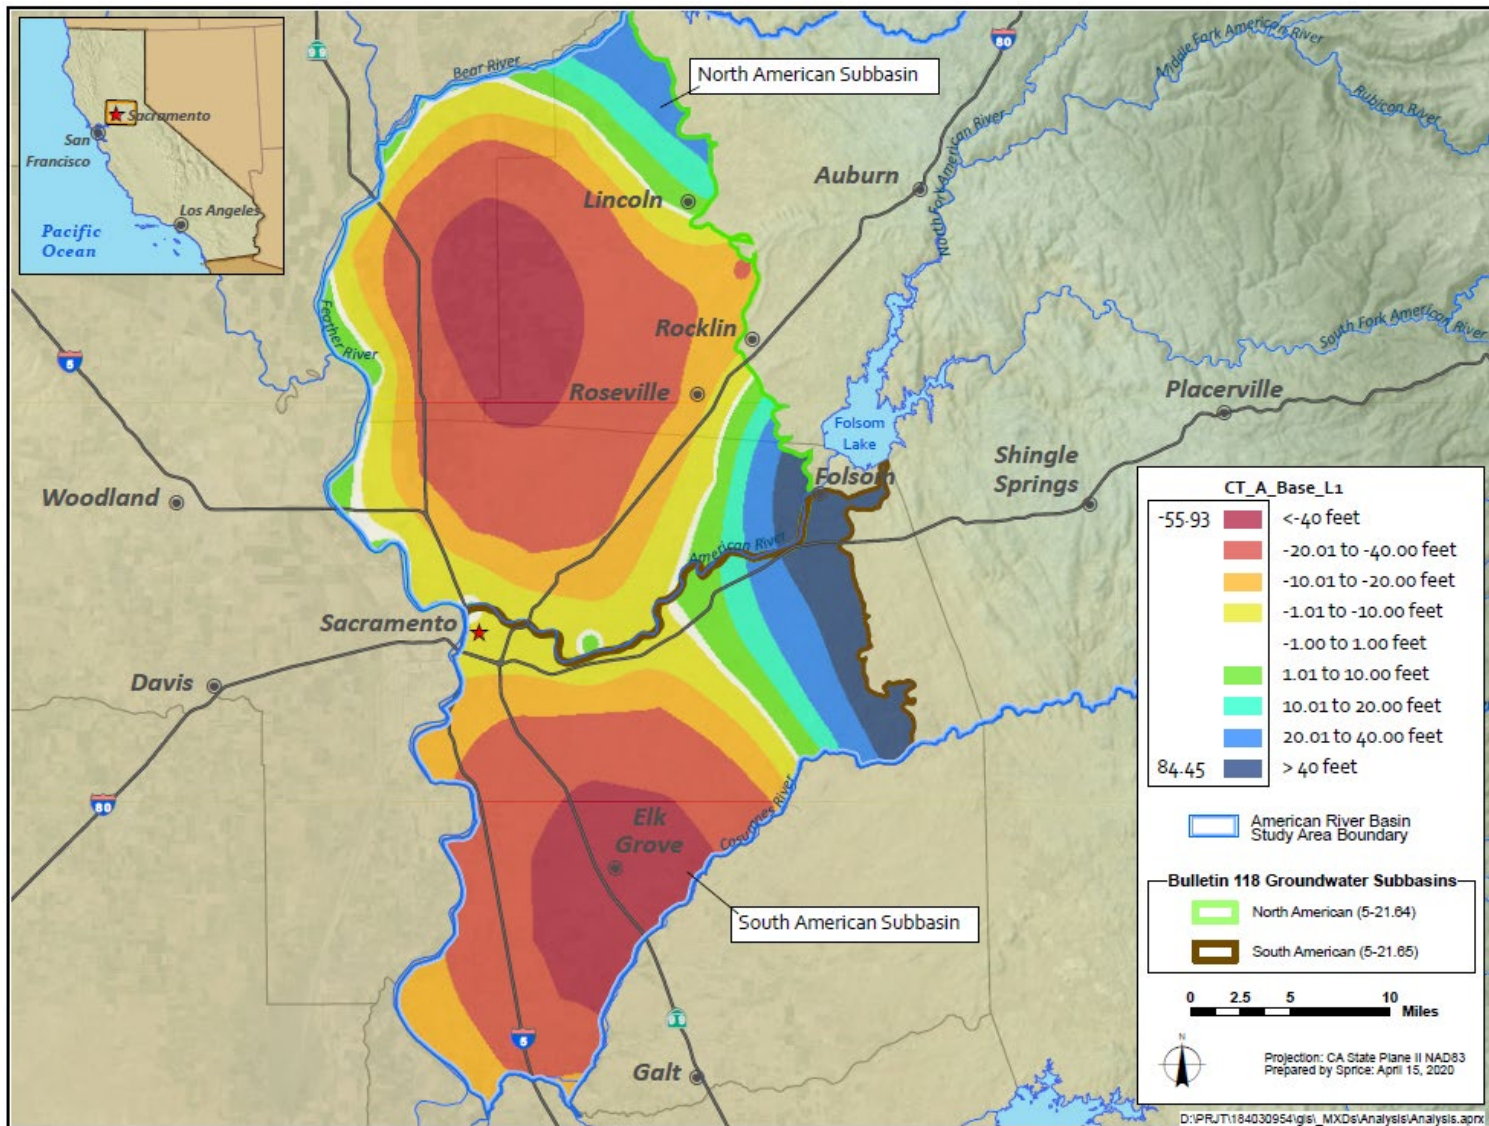 Sacramento
San
Francisco
Los Angeles
Pacific
Ocean
99
Bear River
North American Subbasin
80
Middle Fork American River
Rubicon River
North Fork American River
Auburn
Lincoln
Feather River
Rocklin
5
Roseville
South Fork American River
Placerville
Folsom
Lake
Shingle
Springs
Folsom
Woodland
American River
Sacramento
Davis
80
Elk
Grove
Cosumnes River
South American Subbasin
99
5
Galt
CT_A_Base_L1
-55.93 <-40 feet
-20.01 to -40.00 feet
-10.01 to -20.00 feet
-1.01 to -10.00 feet
-1.00 to 1.00 feet
1.01 to 10.00 feet
10.01 to 20.00 feet
20.01 to 40.00 feet
84.45 > 40 feet
American River Basin
Study Area Boundary
Bulletin 118 Groundwater Subbasins
North American (5-21.64)
South American (5-21.65)
0 2.5 5 10
Miles
N
Projection: CA State Plane II NAD83
Prepared by Sprice: April 15, 2020
D:\PRJT\184030954\gis\_MXDs\Analysis\Analysis.aprx